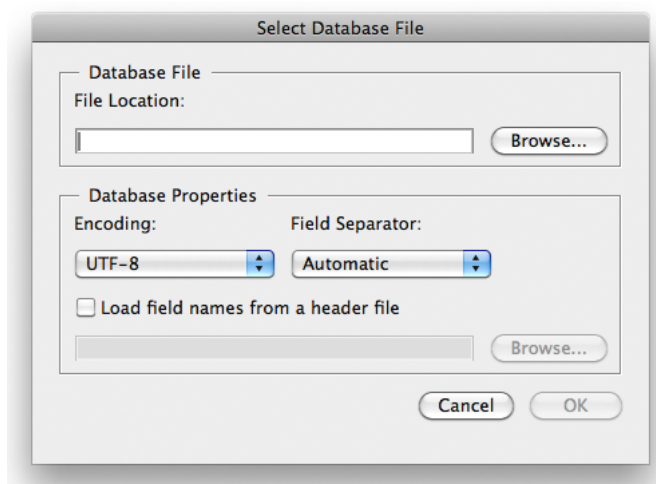 Select Database File
Database File
File Location:
Browse...
Database Properties
Encoding: Field Separator:
UTF-8 Automatic
Load field names from a header file
Browse...
Cancel OK